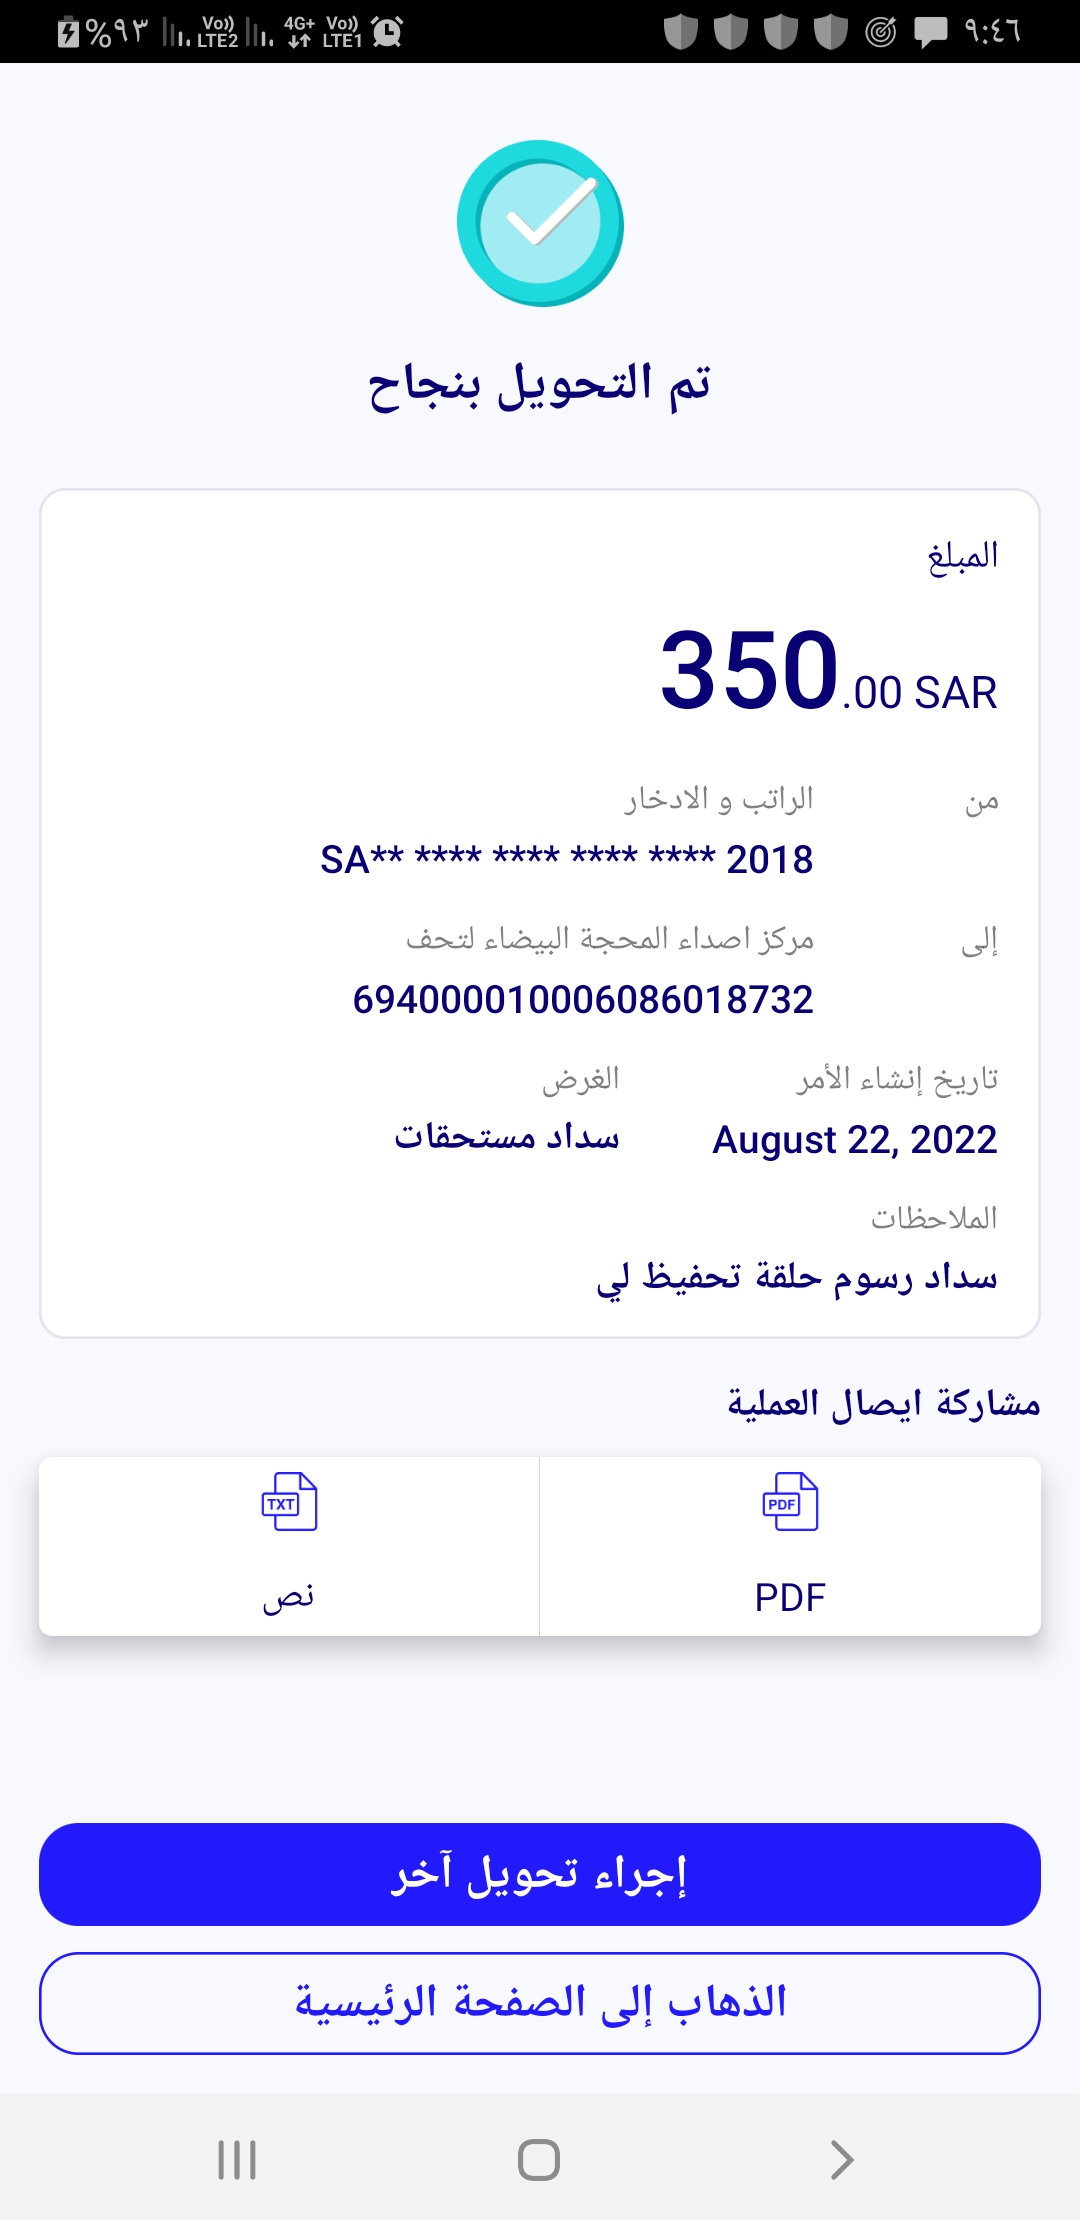 %٩٣ Vo)) LTE2 4G+ Vo)) LTE1 ٩:٤٦
تم التحويل بنجاح
المبلغ
350.00 SAR
من الراتب و الادخار
SA** **** **** **** **** 2018
إلى مركز اصداء المحجة البيضاء لتحف
694000010006086018732
تاريخ إنشاء الأمر الغرض
August 22, 2022 سداد مستحقات
الملاحظات
سداد رسوم حلقة تحفيظ لي
مشاركة ايصال العملية
PDF TXT
PDF نص
إجراء تحويل آخر
الذهاب إلى الصفحة الرئيسية